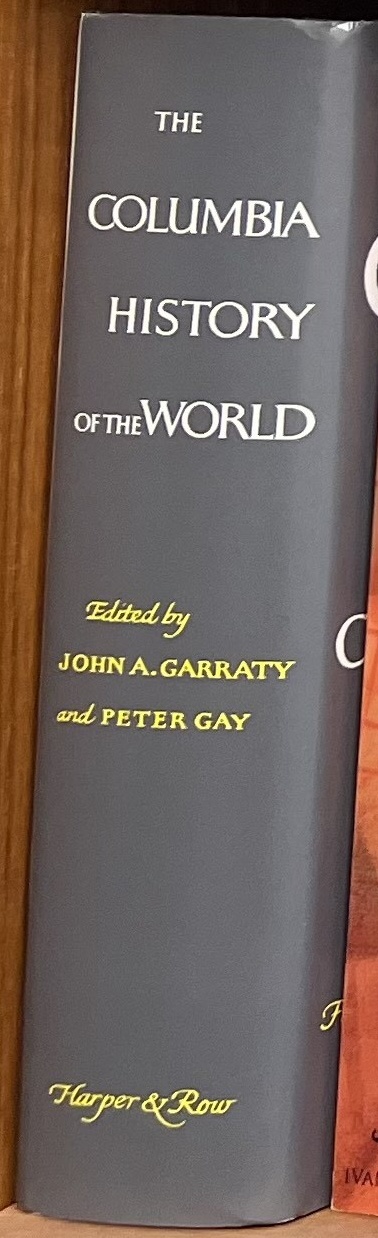 THE
COLUMBIA
HISTORY
OF THE WORLD
Edited by
JOHN A. GARRATY
and PETER GAY
Harper & Row